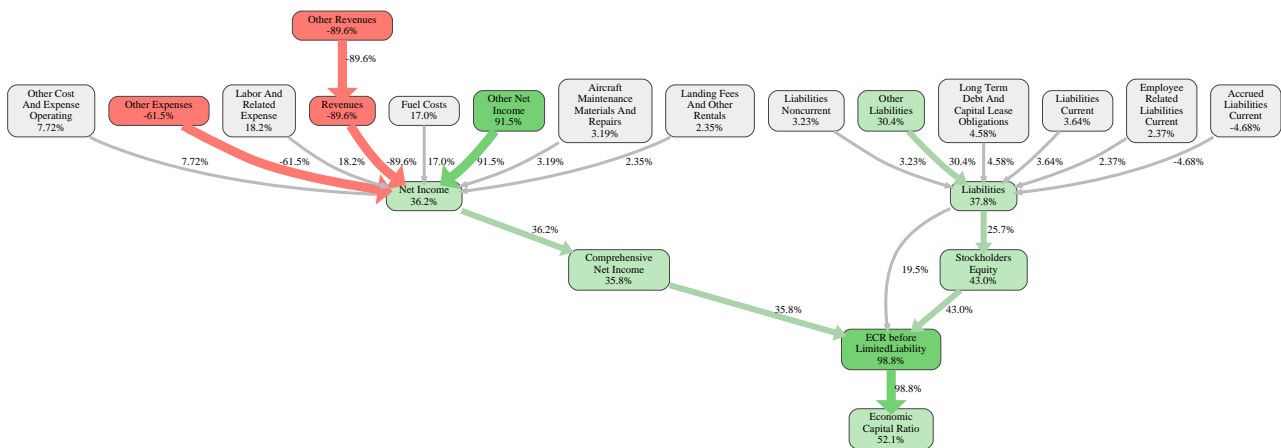 Other Revenues
-89.6%
-89.6%
Other Cost
And Expense
Operating
7.72%
Other Expenses
-61.5%
Labor And
Related
Expense
18.2%
Revenues
-89.6%
Fuel Costs
17.0%
Other Net
Income
91.5%
Aircraft
Maintenance
Materials And
Repairs
3.19%
Landing Fees
And Other
Rentals
2.35%
Liabilities
Noncurrent
3.23%
Other
Liabilities
30.4%
Long Term
Debt And
Capital Lease
Obligations
4.58%
Liabilities
Current
3.64%
Employee
Related Liabilities
Current
2.37%
Accrued
Liabilities
Current
-4.68%
7.72%
-61.5%
18.2%
-89.6%
17.0%
91.5%
3.19%
2.35%
3.23%
30.4%
4.58%
3.64%
2.37%
-4.68%
Net Income
36.2%
Liabilities
37.8%
36.2%
25.7%
Comprehensive
Net Income
35.8%
19.5%
Stockholders
Equity
43.0%
35.8%
43.0%
ECR before
LimitedLiability
98.8%
98.8%
Economic
Capital Ratio
52.1%